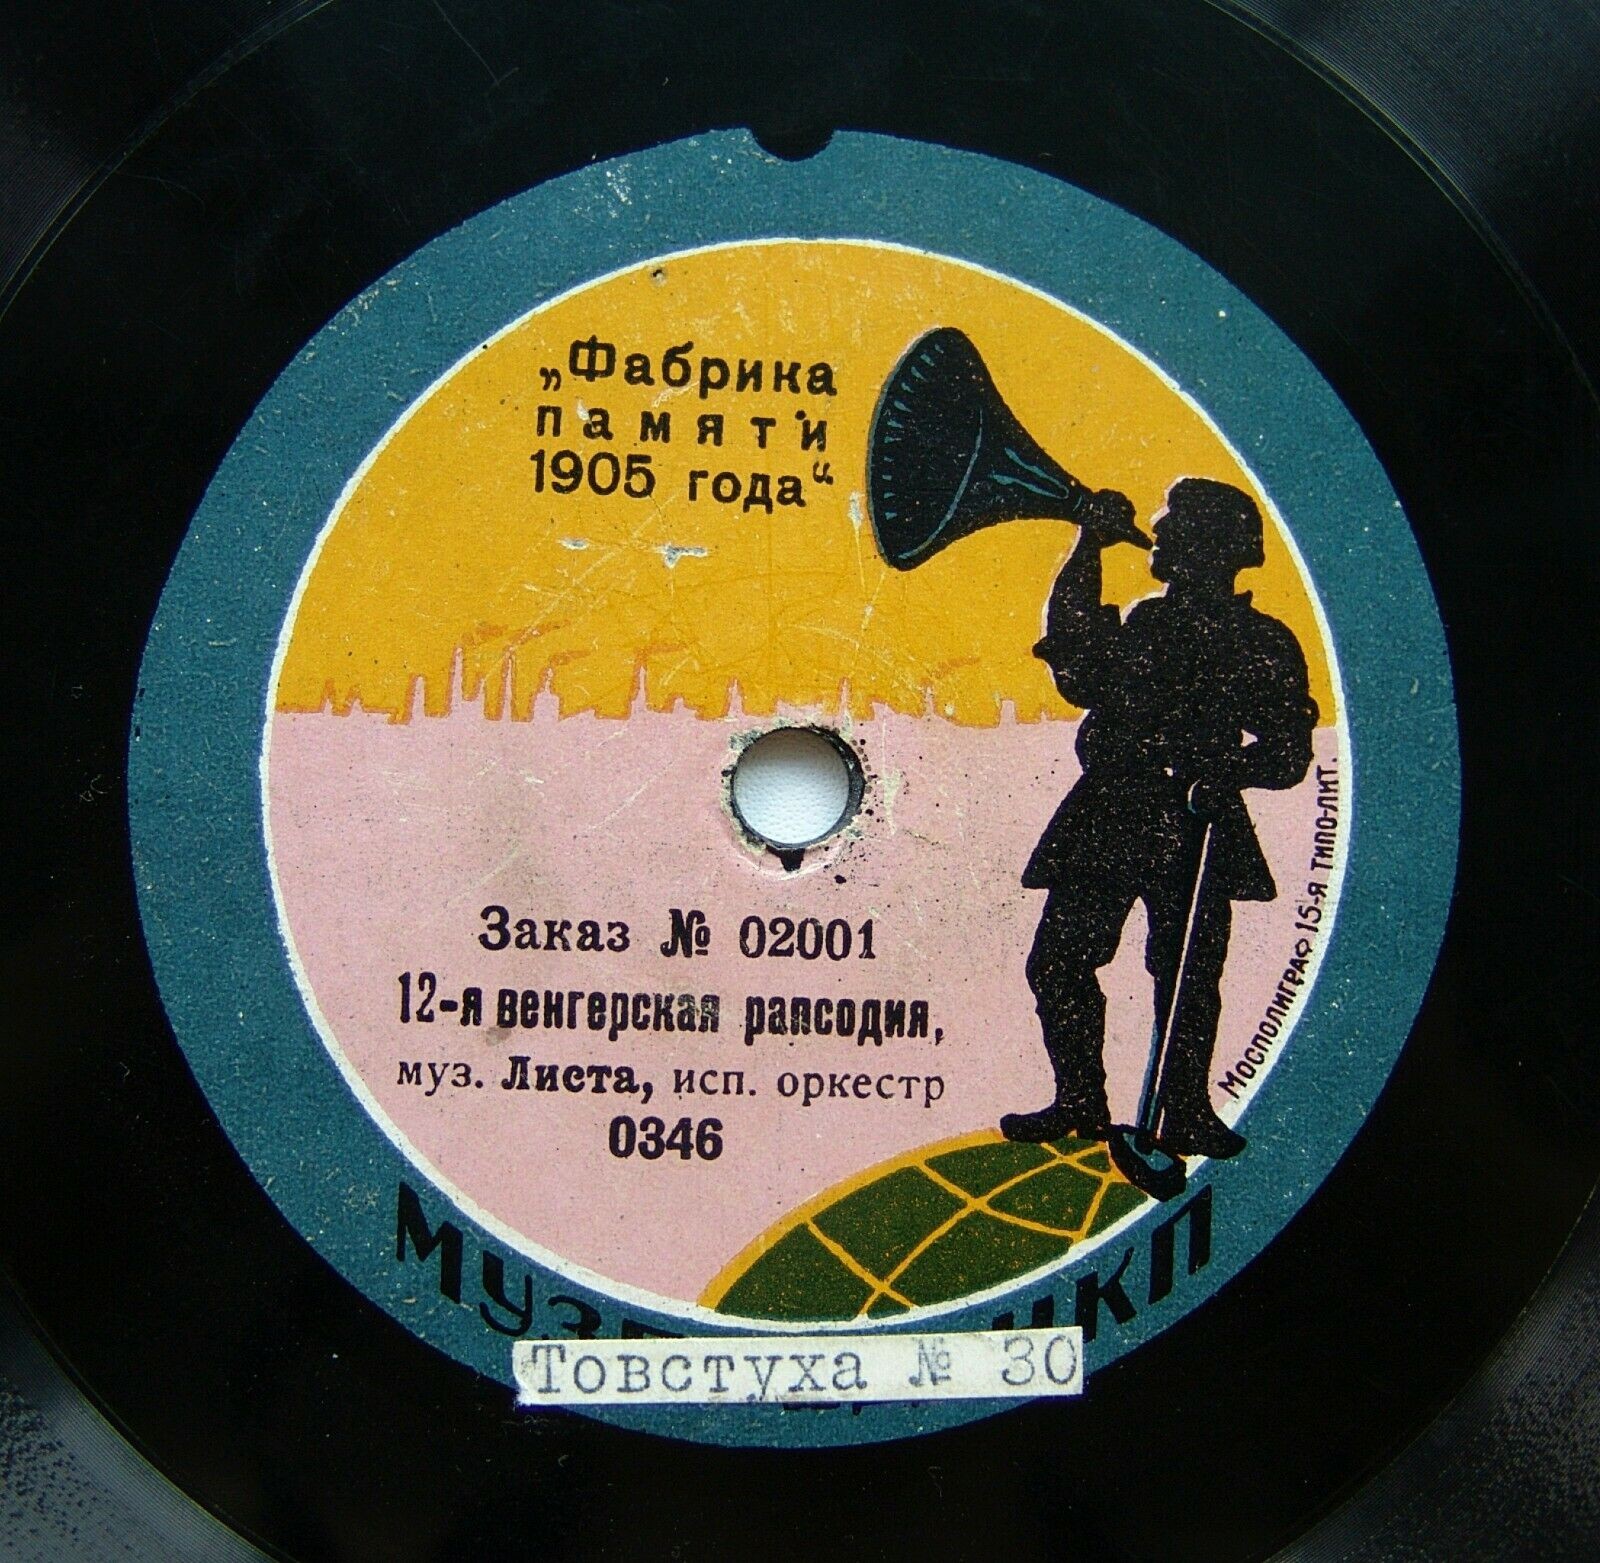 „Фабрика
памяти
1905 года“
Заказ № 02001
12-я венгерская рапсодия,
муз. Листа, исп. оркестр
0346
Мосполиграф 15-я типо-лит.
НКП
Товстуха № 30